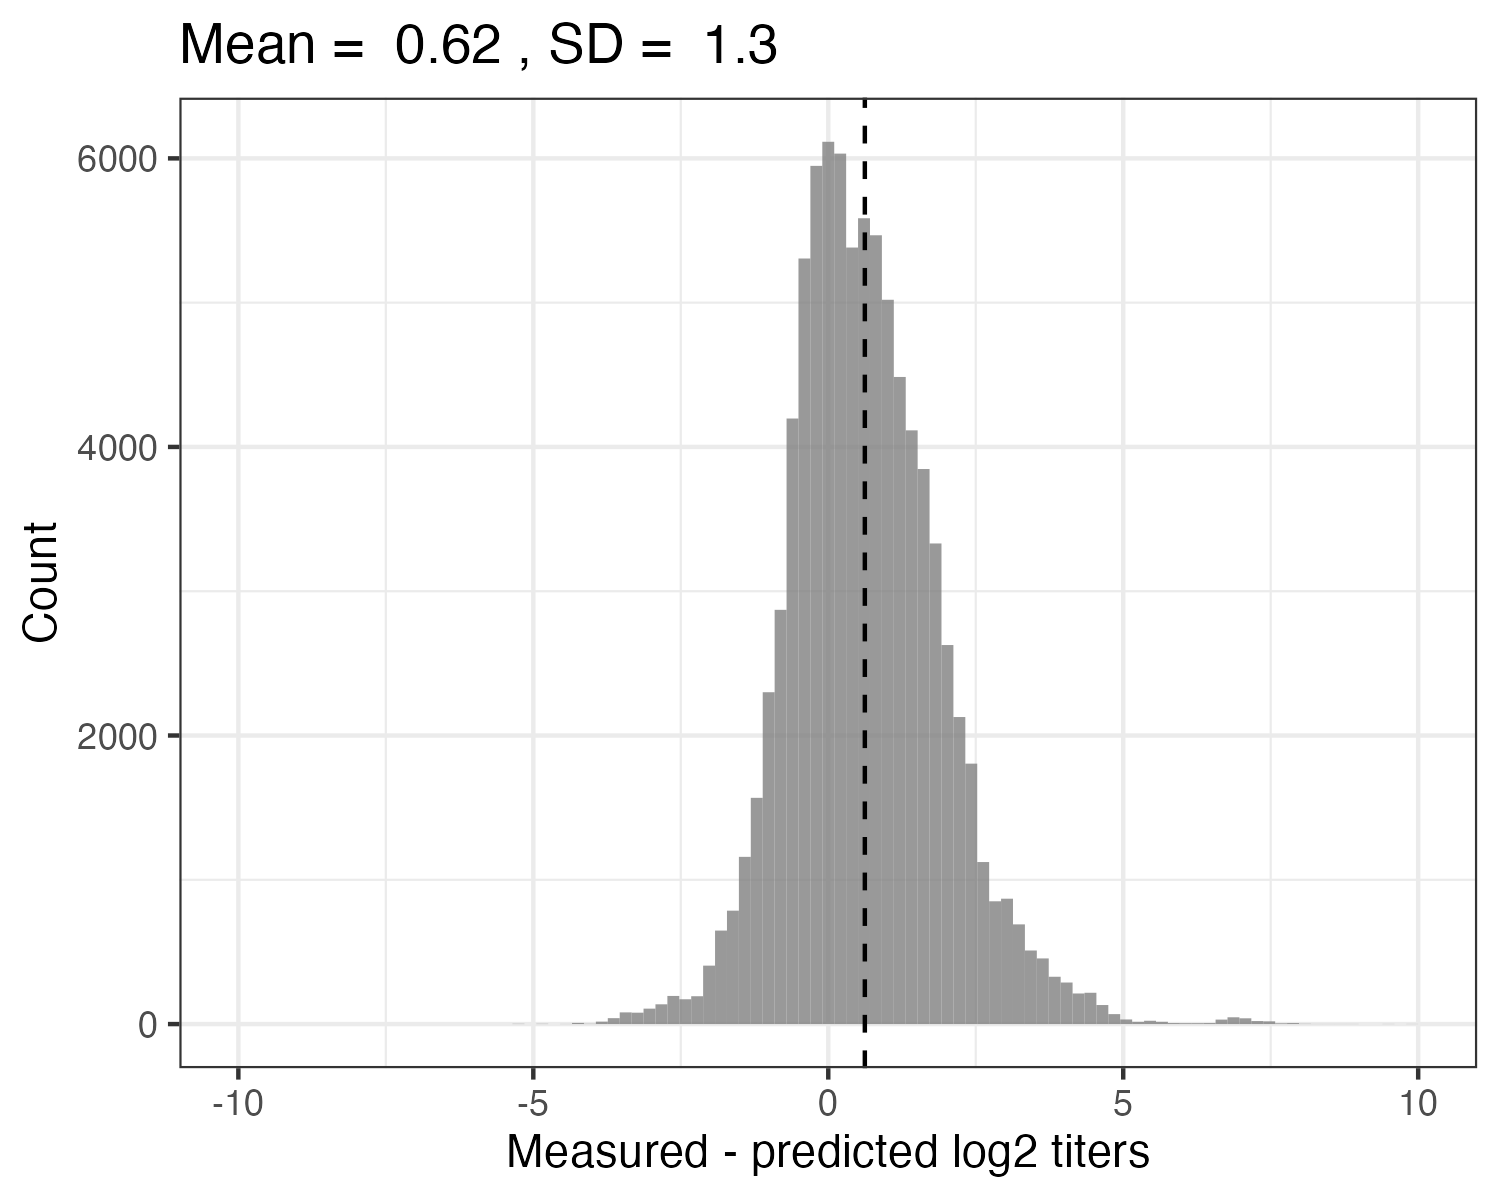 Mean =  0.62 , SD =  1.3
6000
4000
2000
0
Count
-10 -5 0 5 10
Measured - predicted log2 titers